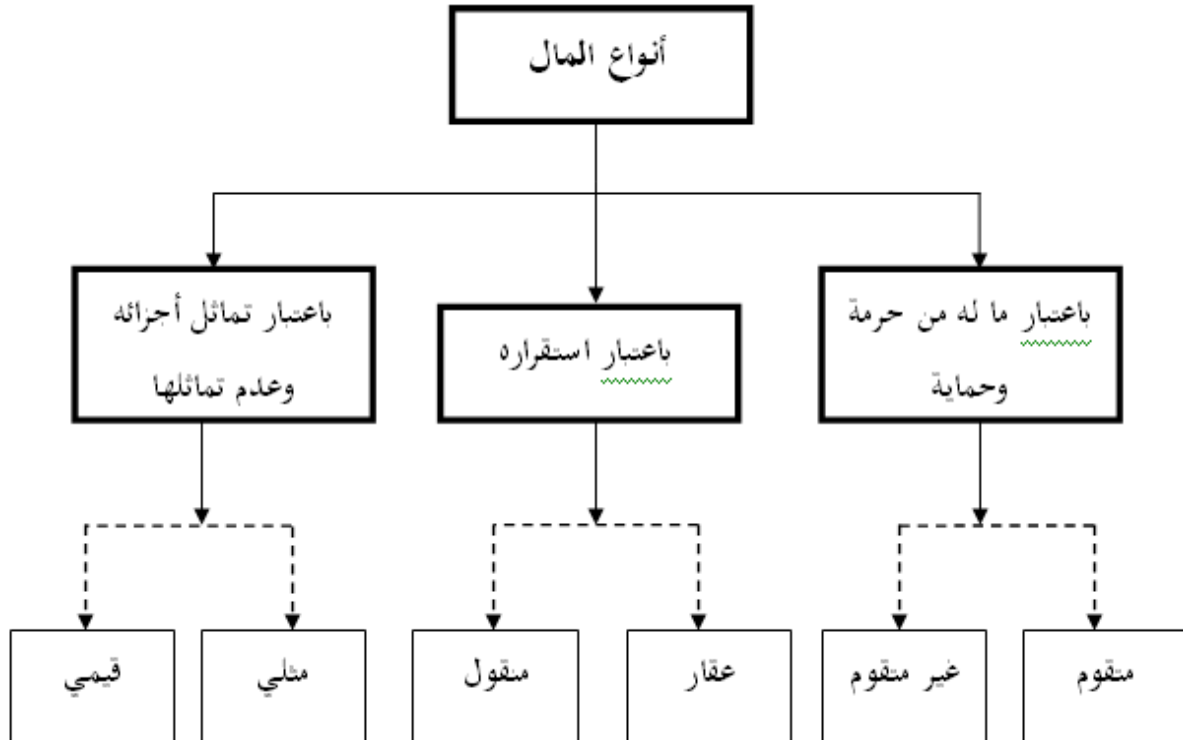 أنواع المال
باعتبار ما له من حرمة
وحماية
باعتبار استقراره
باعتبار تماثل أجزائه
وعدم تماثلها
متقوم
غير متقوم
عقار
منقول
مثلي
قيمي